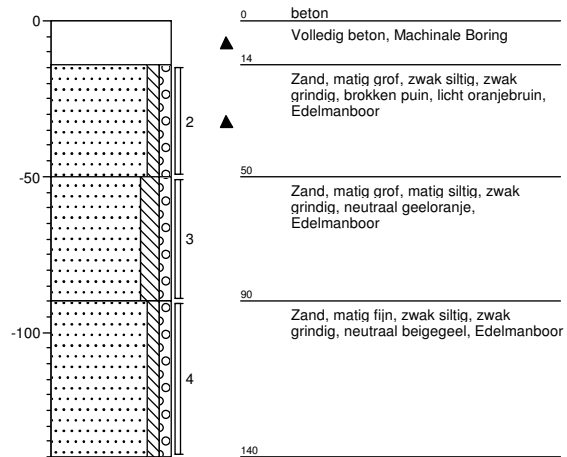 0
0
beton
Volledig beton, Machinale Boring
14
Zand, matig grof, zwak siltig, zwak
grindig, brokken puin, licht oranjebruin,
Edelmanboor
2
-50
50
Zand, matig grof, matig siltig, zwak
grindig, neutraal geeloranje,
Edelmanboor
3
90
Zand, matig fijn, zwak siltig, zwak
grindig, neutraal beigegeel, Edelmanboor
-100
4
140